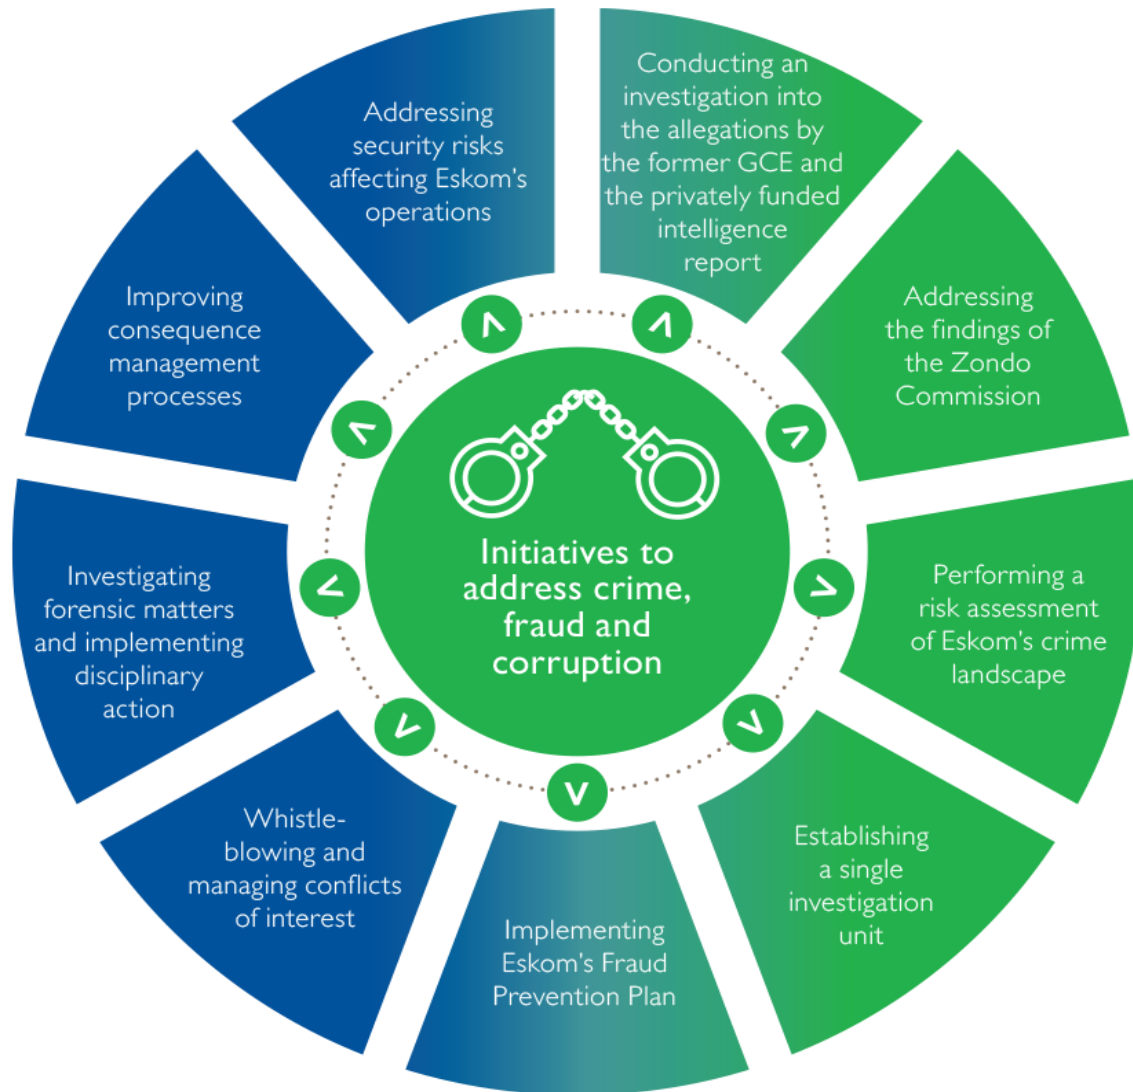 Initiatives to
address crime,
fraud and
corruption
Conducting an
investigation into
the allegations by
the former GCE and
the privately funded
intelligence
report
Addressing
the findings of
the Zondo
Commission
Performing a
risk assessment
of Eskom's crime
landscape
Establishing
a single
investigation
unit
Implementing
Eskom's Fraud
Prevention Plan
Whistle-
blowing and
managing conflicts
of interest
Investigating
forensic matters
and implementing
disciplinary
action
Improving
consequence
management
processes
Addressing
security risks
affecting Eskom's
operations